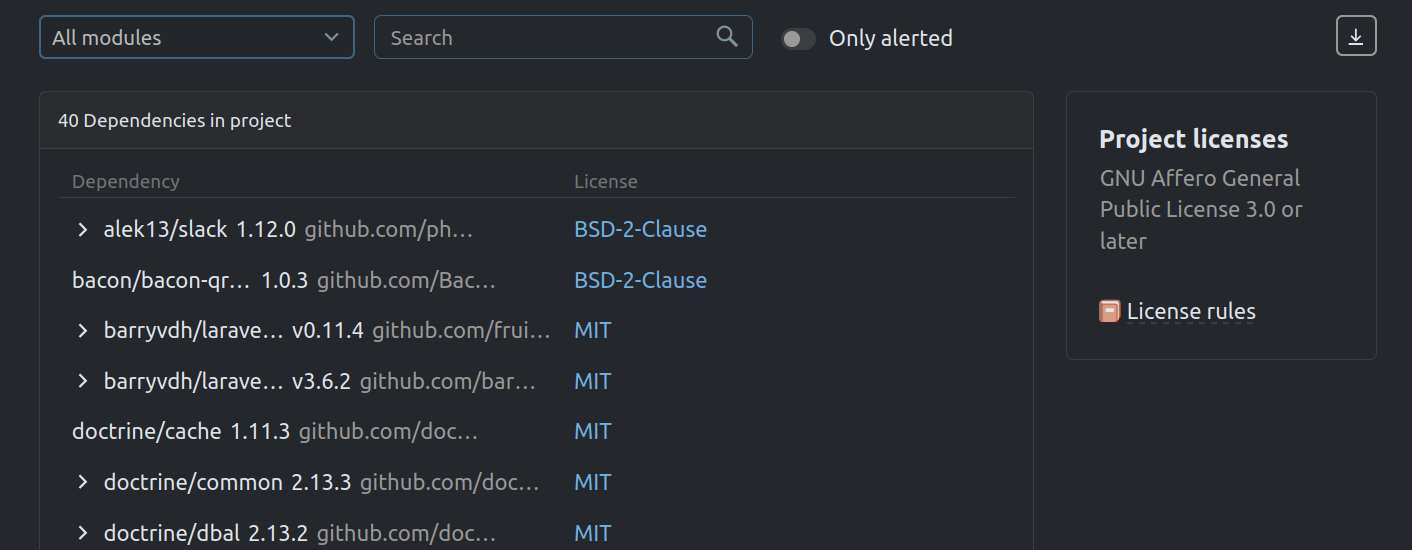 All modules
Search
Only alerted
40 Dependencies in project
Dependency License
alek13/slack 1.12.0 github.com/ph… BSD-2-Clause
bacon/bacon-qr… 1.0.3 github.com/Bac… BSD-2-Clause
barryvdh/larave… v0.11.4 github.com/frui… MIT
barryvdh/larave… v3.6.2 github.com/bar… MIT
doctrine/cache 1.11.3 github.com/doc… MIT
doctrine/common 2.13.3 github.com/doc… MIT
doctrine/dbal 2.13.2 github.com/doc… MIT
Project licenses
GNU Affero General
Public License 3.0 or
later
License rules